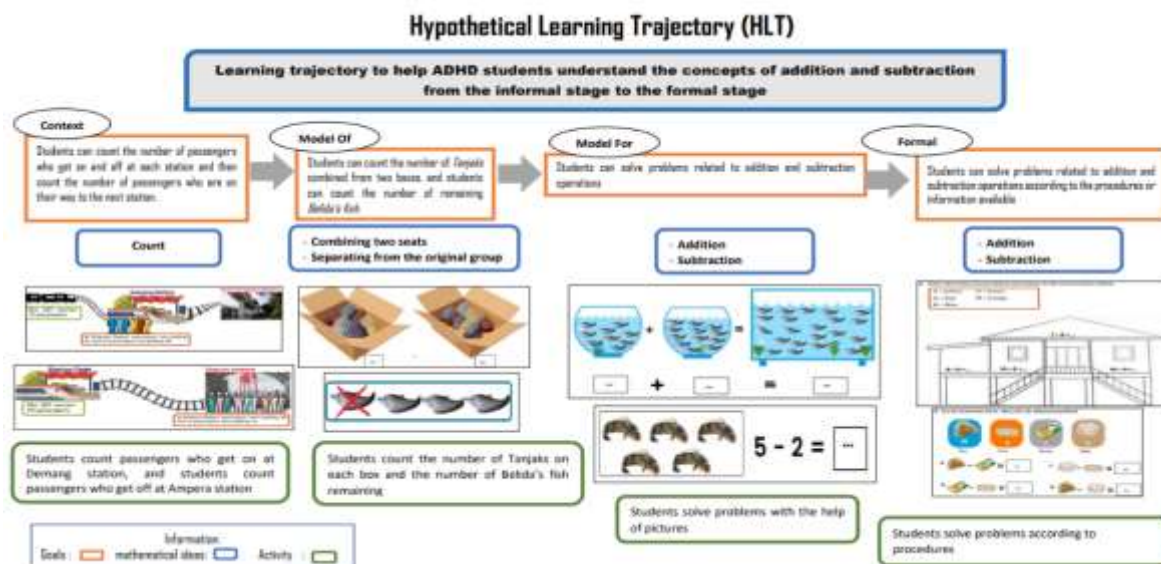 Hypothetical Learning Trajectory (HLT)
Learning trajectory to help ADHD students understand the concepts of addition and subtraction
from the informal stage to the formal stage
Context
Students can count the number of passengers
who get on and off at each station and then
count the number of passengers who are on
their way to the next station.
Count
Students count passengers who get on at
Demang station, and students count
passengers who get off at Ampera station
Model Of
Students can count the number of Tanjaks
combined from two boxes, and students
can count the number of remaining
Belida's fish
- Combining two seats
- Separating from the original group
Students count the number of Tanjaks on
each box and the number of Belida's fish
remaining
Model For
Students can solve problems related to addition and subtraction
operations
- Addition
- Subtraction
+ =
... + ... = ...
5 - 2 = ...
Students solve problems with the help
of pictures
Formal
Students can solve problems related to addition and
subtraction operations according to the procedures or
information available
- Addition
- Subtraction
Students solve problems according to
procedures
Information
Goals : mathematical ideas: Activity :